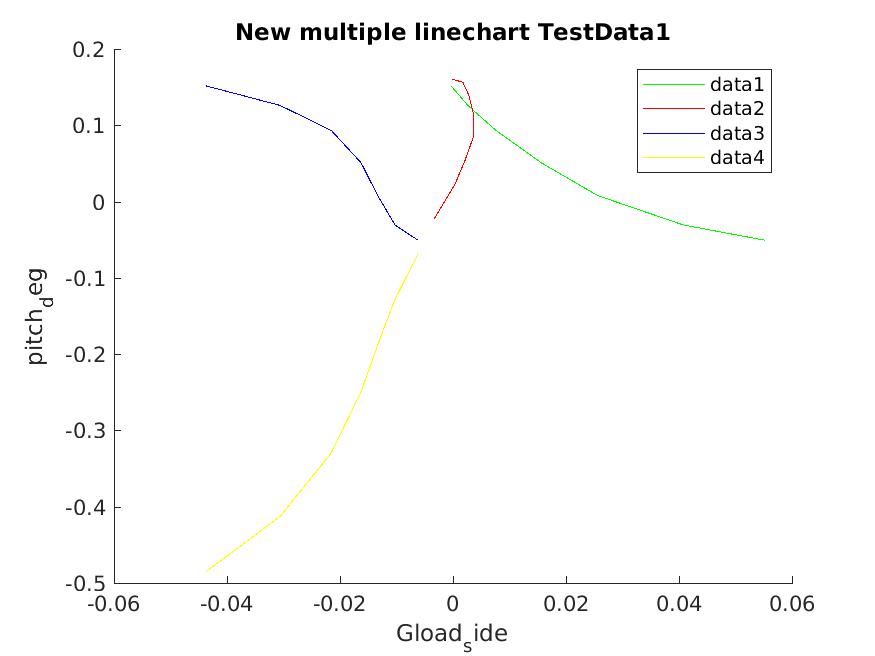 New multiple linechart TestData1
0.2
0.1
0
-0.1
-0.2
-0.3
-0.4
-0.5
pitch_deg
data1
data2
data3
data4
-0.06 -0.04 -0.02 0 0.02 0.04 0.06
Gload_side